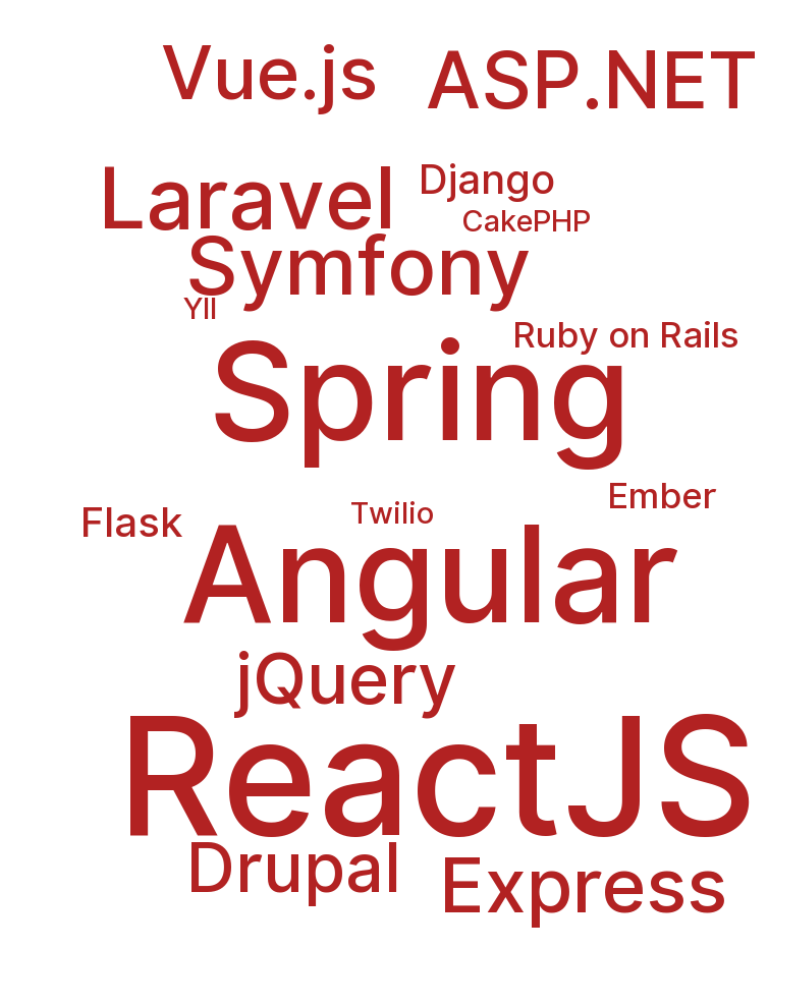 Vue.js ASP.NET
Laravel Django
CakePHP
Symfony
YII
Ruby on Rails
Spring
Ember
Flask Twilio
Angular
jQuery
ReactJS
Drupal Express